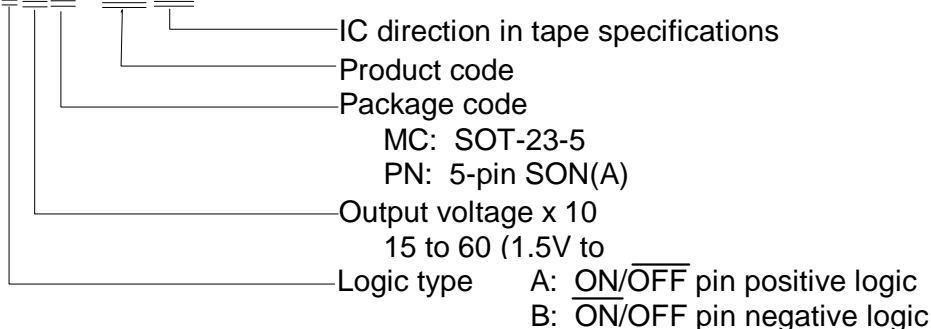 IC direction in tape specifications
Product code
Package code
MC: SOT-23-5
PN: 5-pin SON(A)
Output voltage x 10
15 to 60 (1.5V to
Logic type A: ON/OFF pin positive logic
B: ON/OFF pin negative logic